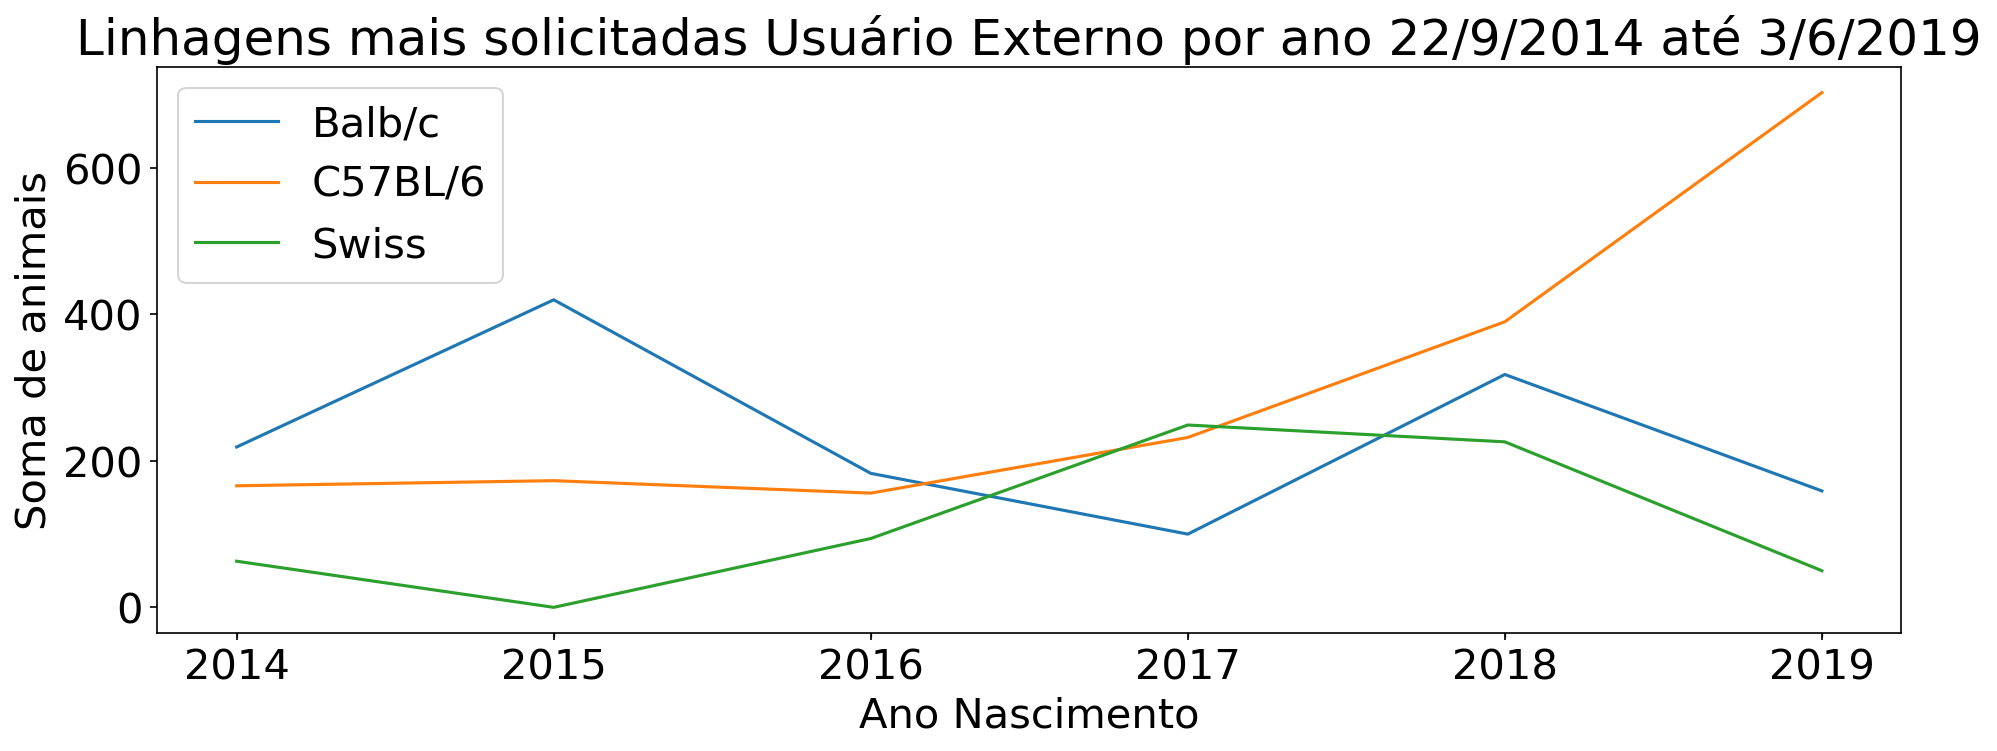 Linhagens mais solicitadas Usuário Externo por ano 22/9/2014 até 3/6/2019
Balb/c
C57BL/6
Swiss
Soma de animais
600
400
200
0
2014 2015 2016 2017 2018 2019
Ano Nascimento